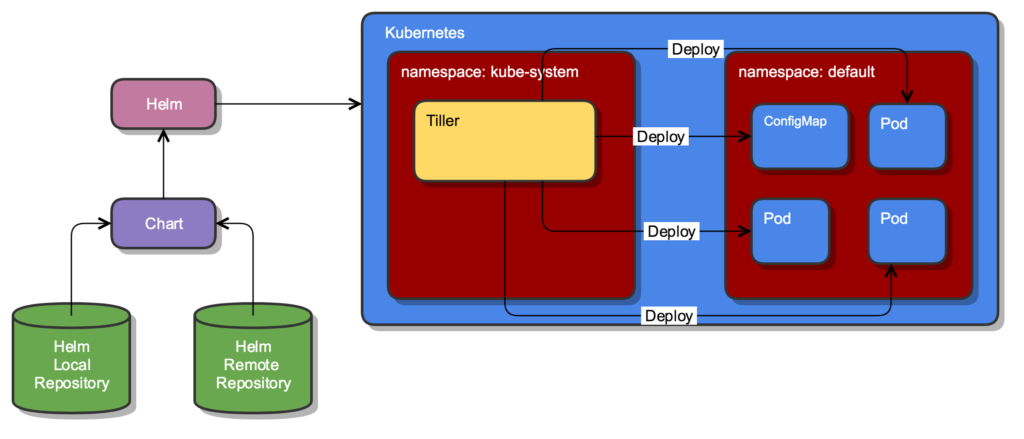 Kubernetes
Deploy
namespace: kube-system
namespace: default
Helm
Tiller
ConfigMap
Pod
Deploy
Chart
Pod
Pod
Deploy
Deploy
Helm
Local
Repository
Helm
Remote
Repository